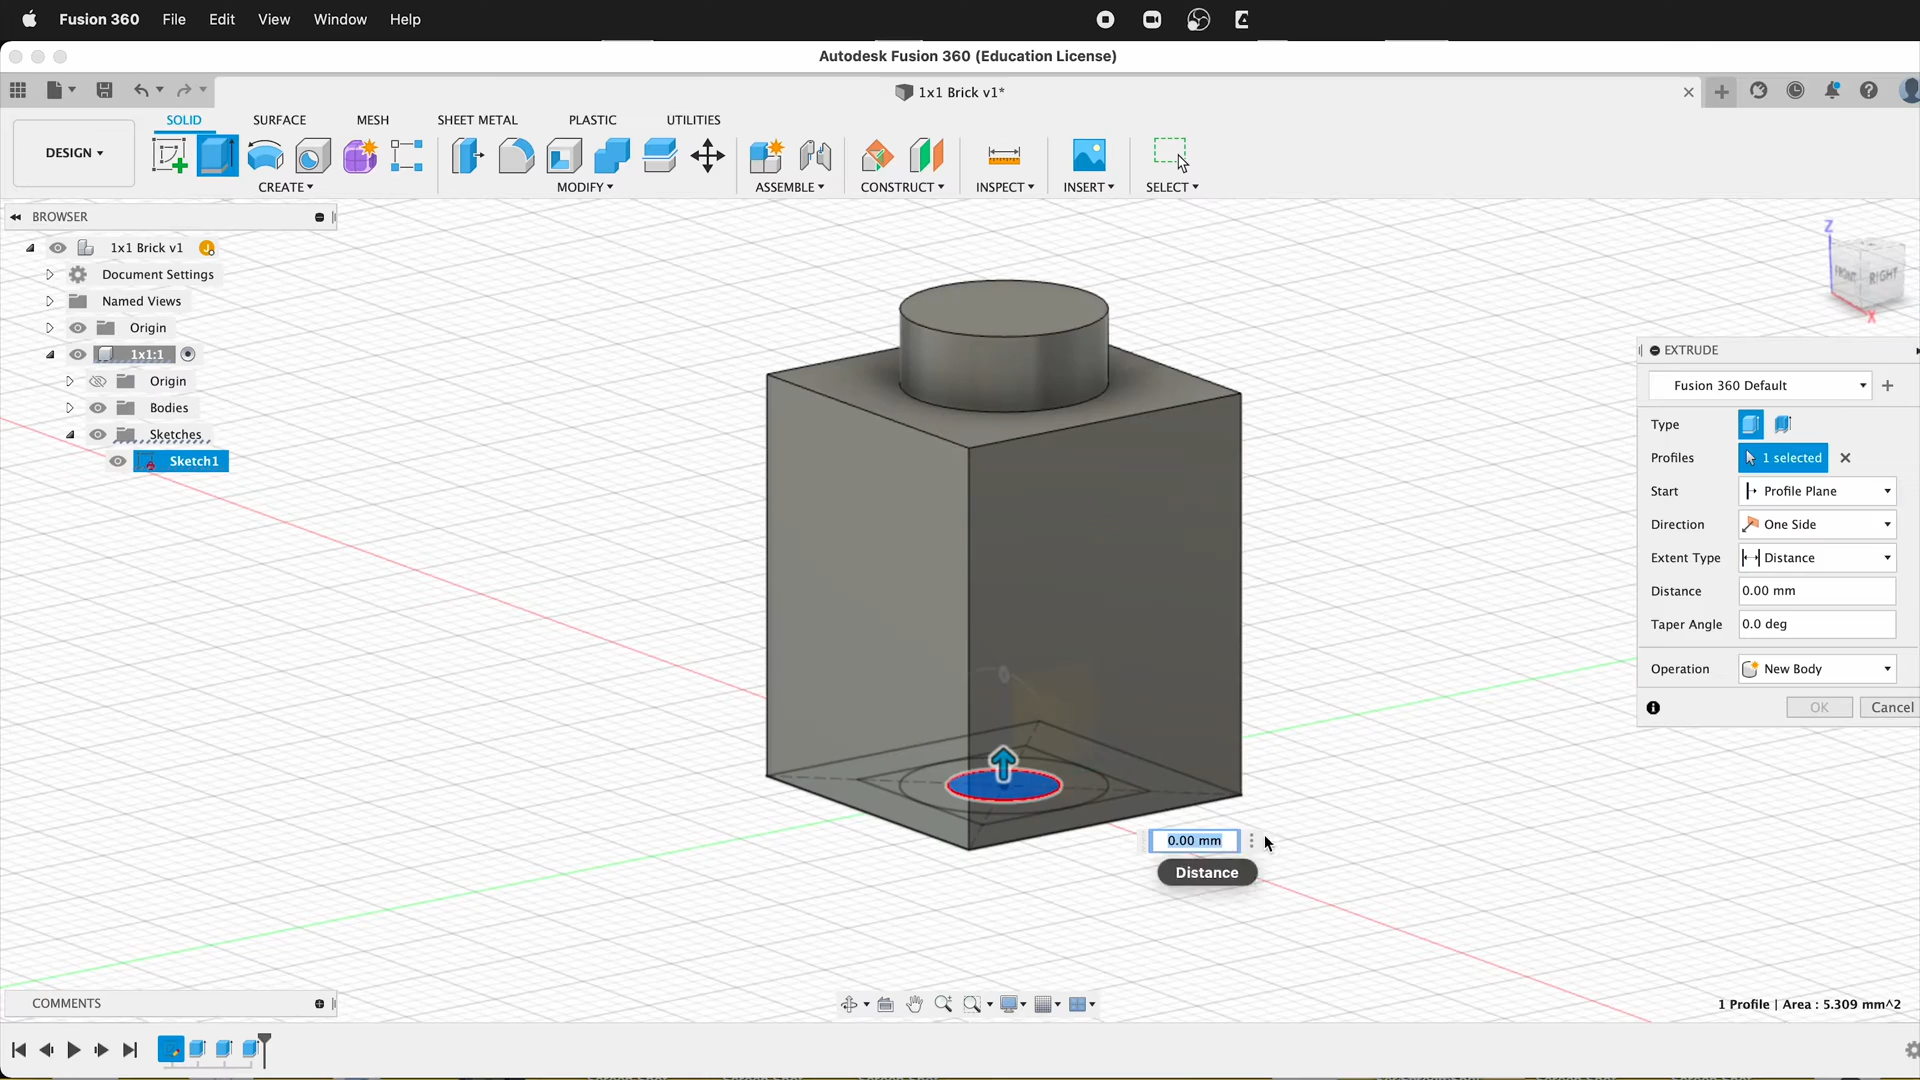 Fusion 360 File Edit View Window Help
Autodesk Fusion 360 (Education License)
1x1 Brick v1*
SOLID SURFACE MESH SHEET METAL PLASTIC UTILITIES
DESIGN
CREATE MODIFY ASSEMBLE CONSTRUCT INSPECT INSERT SELECT
BROWSER
1x1 Brick v1
Document Settings
Named Views
Origin
1x1:1
Origin
Bodies
Sketches
Sketch1
Z
FRONT RIGHT
X
EXTRUDE
Fusion 360 Default
Type
Profiles 1 selected
Start Profile Plane
Direction One Side
Extent Type Distance
Distance 0.00 mm
Taper Angle 0.0 deg
Operation New Body
OK Cancel
0.00 mm
Distance
COMMENTS
1 Profile | Area : 5.309 mm^2